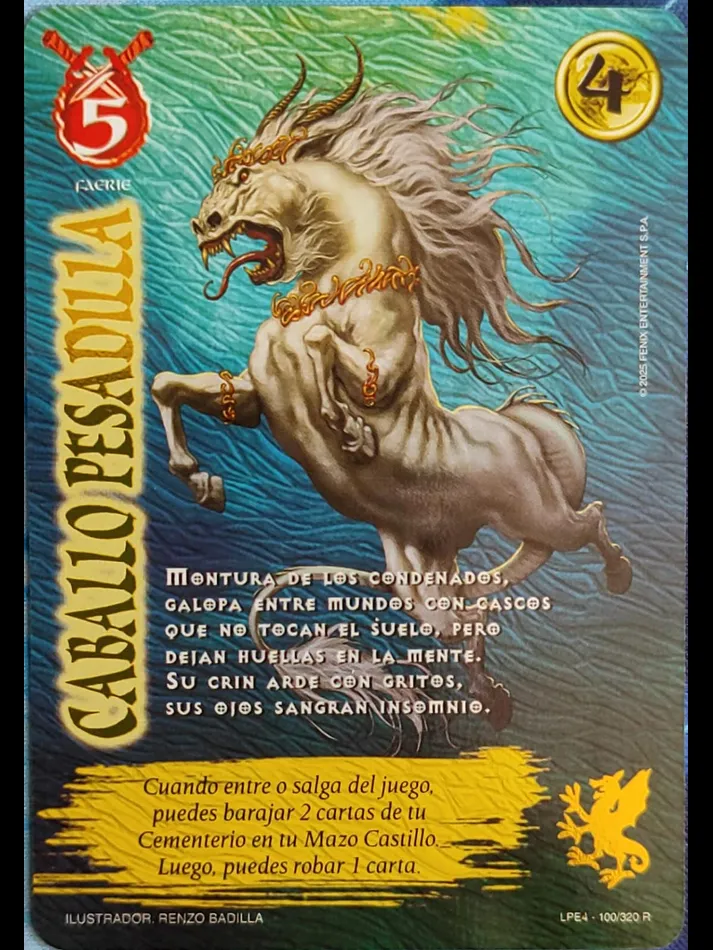 5
4
FAERIE
CABALLO PESADILLA
© 2025 FENIX ENTERTAINMENT S.P.A.
MONTURA DE LOS CONDENADOS,
GALOPA ENTRE MUNDOS CON CASCOS
QUE NO TOCAN EL SUELO, PERO
DEJAN HUELLAS EN LA MENTE.
SU CRIN ARDE CON GRITOS,
SUS OJOS SANGRAN INSOMNIO.
Cuando entre o salga del juego,
puedes barajar 2 cartas de tu
Cementerio en tu Mazo Castillo.
Luego, puedes robar 1 carta.
ILUSTRADOR. RENZO BADILLA
LPE4 - 100/320 R